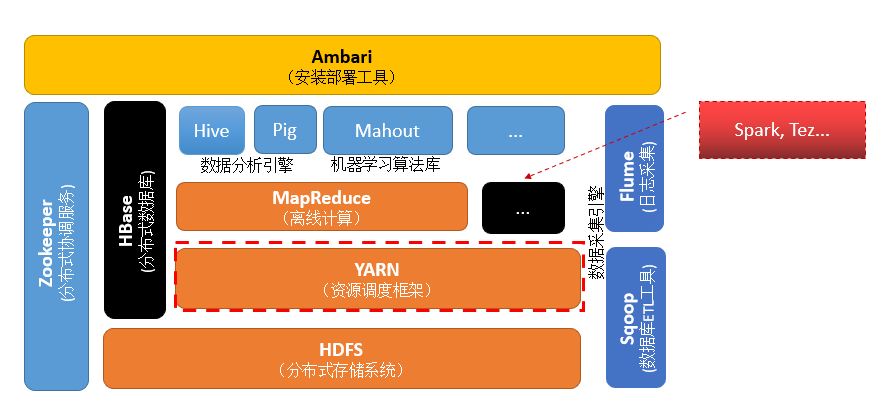 Ambari
（安装部署工具）
Zookeeper
(分布式协调服务)
HBase
(分布式数据库)
Hive
Pig
数据分析引擎
Mahout
机器学习算法库
...
MapReduce
（离线计算）
...
YARN
（资源调度框架）
HDFS
（分布式存储系统）
数据采集引擎
Flume
(日志采集)
Sqoop
(数据库ETL工具)
Spark, Tez...